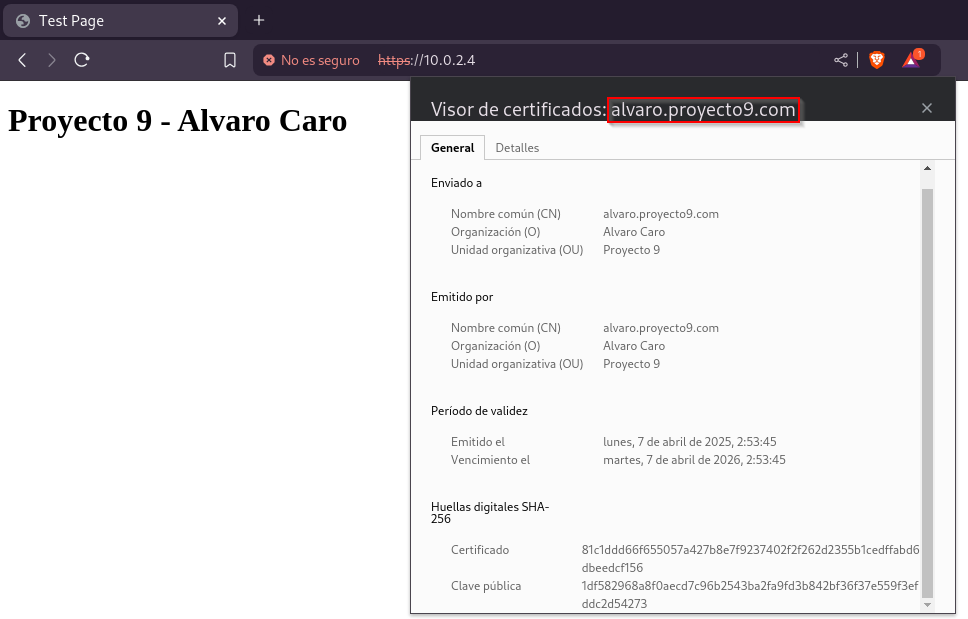 Test Page
No es seguro https://10.0.2.4
1
Proyecto 9 - Alvaro Caro
Visor de certificados: alvaro.proyecto9.com
General Detalles
Enviado a
Nombre común (CN) alvaro.proyecto9.com
Organización (O) Alvaro Caro
Unidad organizativa (OU) Proyecto 9
Emitido por
Nombre común (CN) alvaro.proyecto9.com
Organización (O) Alvaro Caro
Unidad organizativa (OU) Proyecto 9
Período de validez
Emitido el lunes, 7 de abril de 2025, 2:53:45
Vencimiento el martes, 7 de abril de 2026, 2:53:45
Huellas digitales SHA-
256
Certificado 81c1ddd66f655057a427b8e7f9237402f2f262d2355b1cedffabd6
dbeedcf156
Clave pública 1df582968a8f0aecd7c96b2543ba2fa9fd3b842bf36f37e559f3ef
ddc2d54273